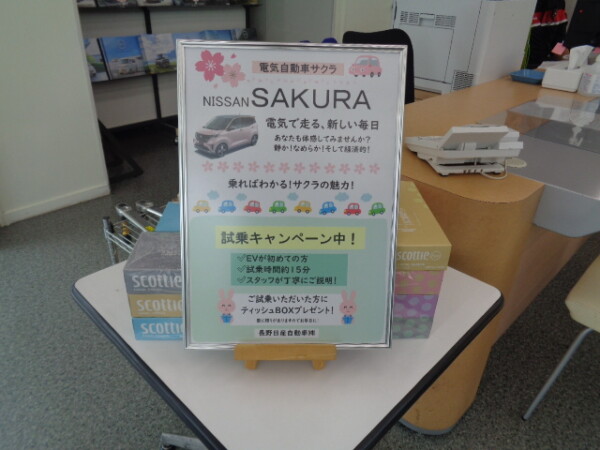 電気自動車サクラ
NISSAN SAKURA
電気で走る、新しい毎日
あなたも体感してみませんか?
静か!なめらか!そして経済的!
乗ればわかる!サクラの魅力!
試乗キャンペーン中!
✓EVが初めての方
✓試乗時間約15分
✓スタッフが丁寧にご説明!
ご試乗いただいた方に
ティッシュBOXプレゼント!
長野日産自動車㈱
scottie
scottie
scottie
scottie